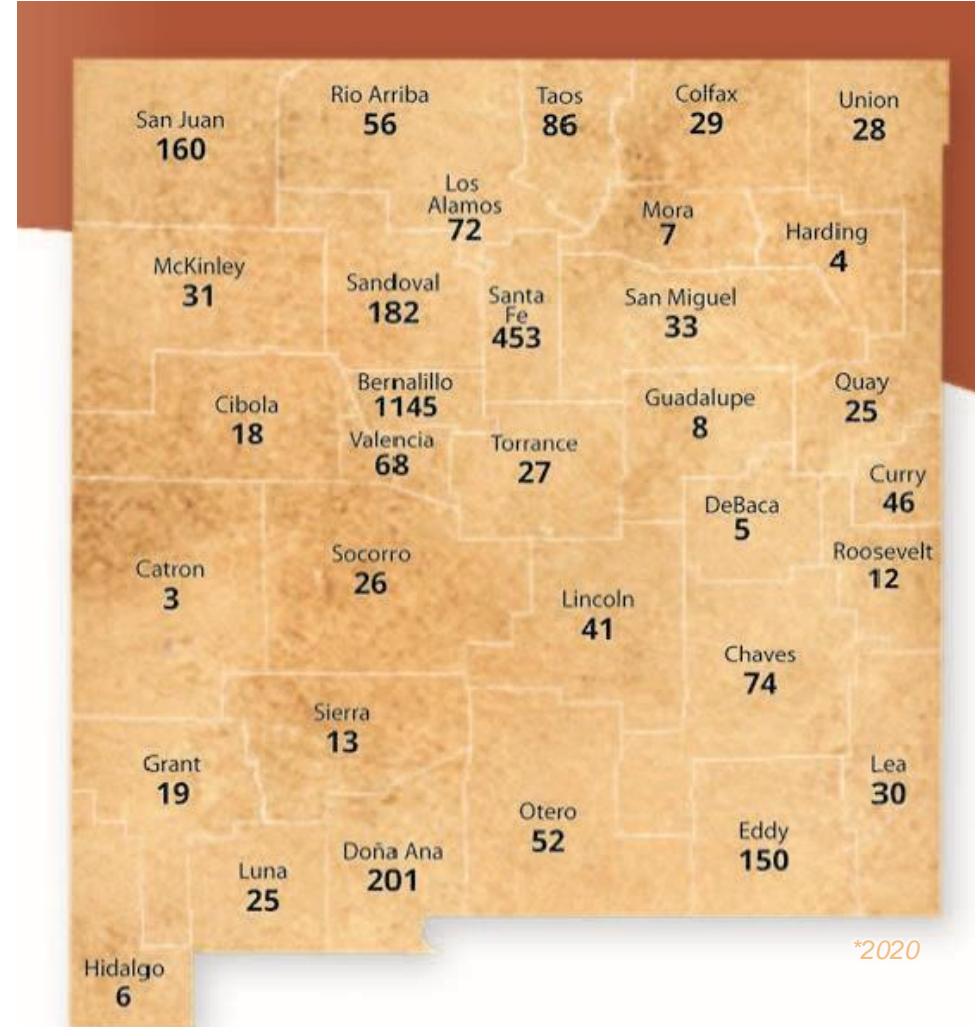 San Juan
160
Rio Arriba
56
Taos
86
Colfax
29
Union
28
Los
Alamos
72
Mora
7
Harding
4
McKinley
31
Sandoval
182
Santa
Fe
453
San Miguel
33
Bernalillo
1145
Cibola
18
Valencia
68
Torrance
27
Guadalupe
8
Quay
25
Curry
46
DeBaca
5
Roosevelt
12
Catron
3
Socorro
26
Lincoln
41
Chaves
74
Sierra
13
Grant
19
Lea
30
Otero
52
Eddy
150
Luna
25
Doña Ana
201
Hidalgo
6
*2020